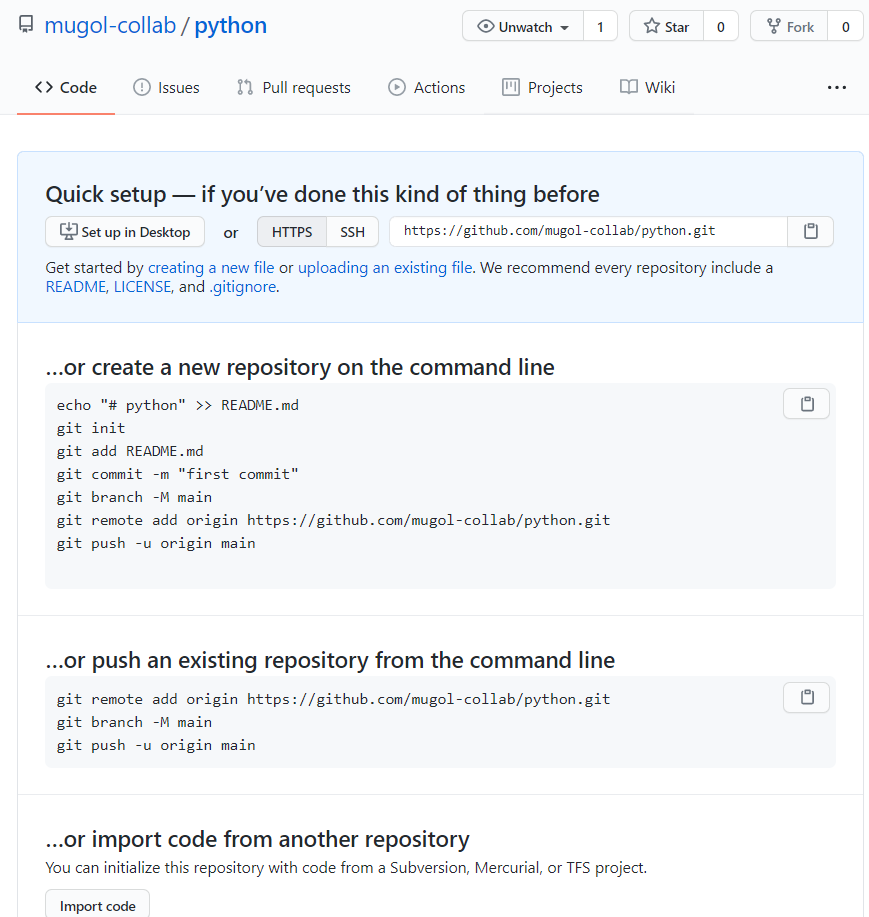 mugol-collab / python
Unwatch 1 Star 0 Fork 0
Code Issues Pull requests Actions Projects Wiki ...
Quick setup — if you’ve done this kind of thing before
Set up in Desktop or HTTPS SSH https://github.com/mugol-collab/python.git
Get started by creating a new file or uploading an existing file. We recommend every repository include a
README, LICENSE, and .gitignore.
…or create a new repository on the command line
echo "# python" >> README.md
git init
git add README.md
git commit -m "first commit"
git branch -M main
git remote add origin https://github.com/mugol-collab/python.git
git push -u origin main
…or push an existing repository from the command line
git remote add origin https://github.com/mugol-collab/python.git
git branch -M main
git push -u origin main
…or import code from another repository
You can initialize this repository with code from a Subversion, Mercurial, or TFS project.
Import code